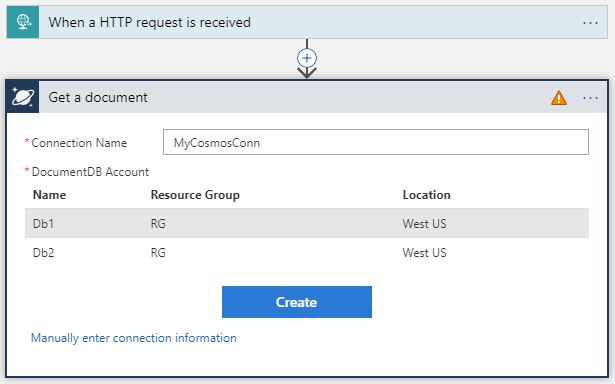 When a HTTP request is received
Get a document
* Connection Name MyCosmosConn
* DocumentDB Account
Name Resource Group Location
Db1 RG West US
Db2 RG West US
Create
Manually enter connection information